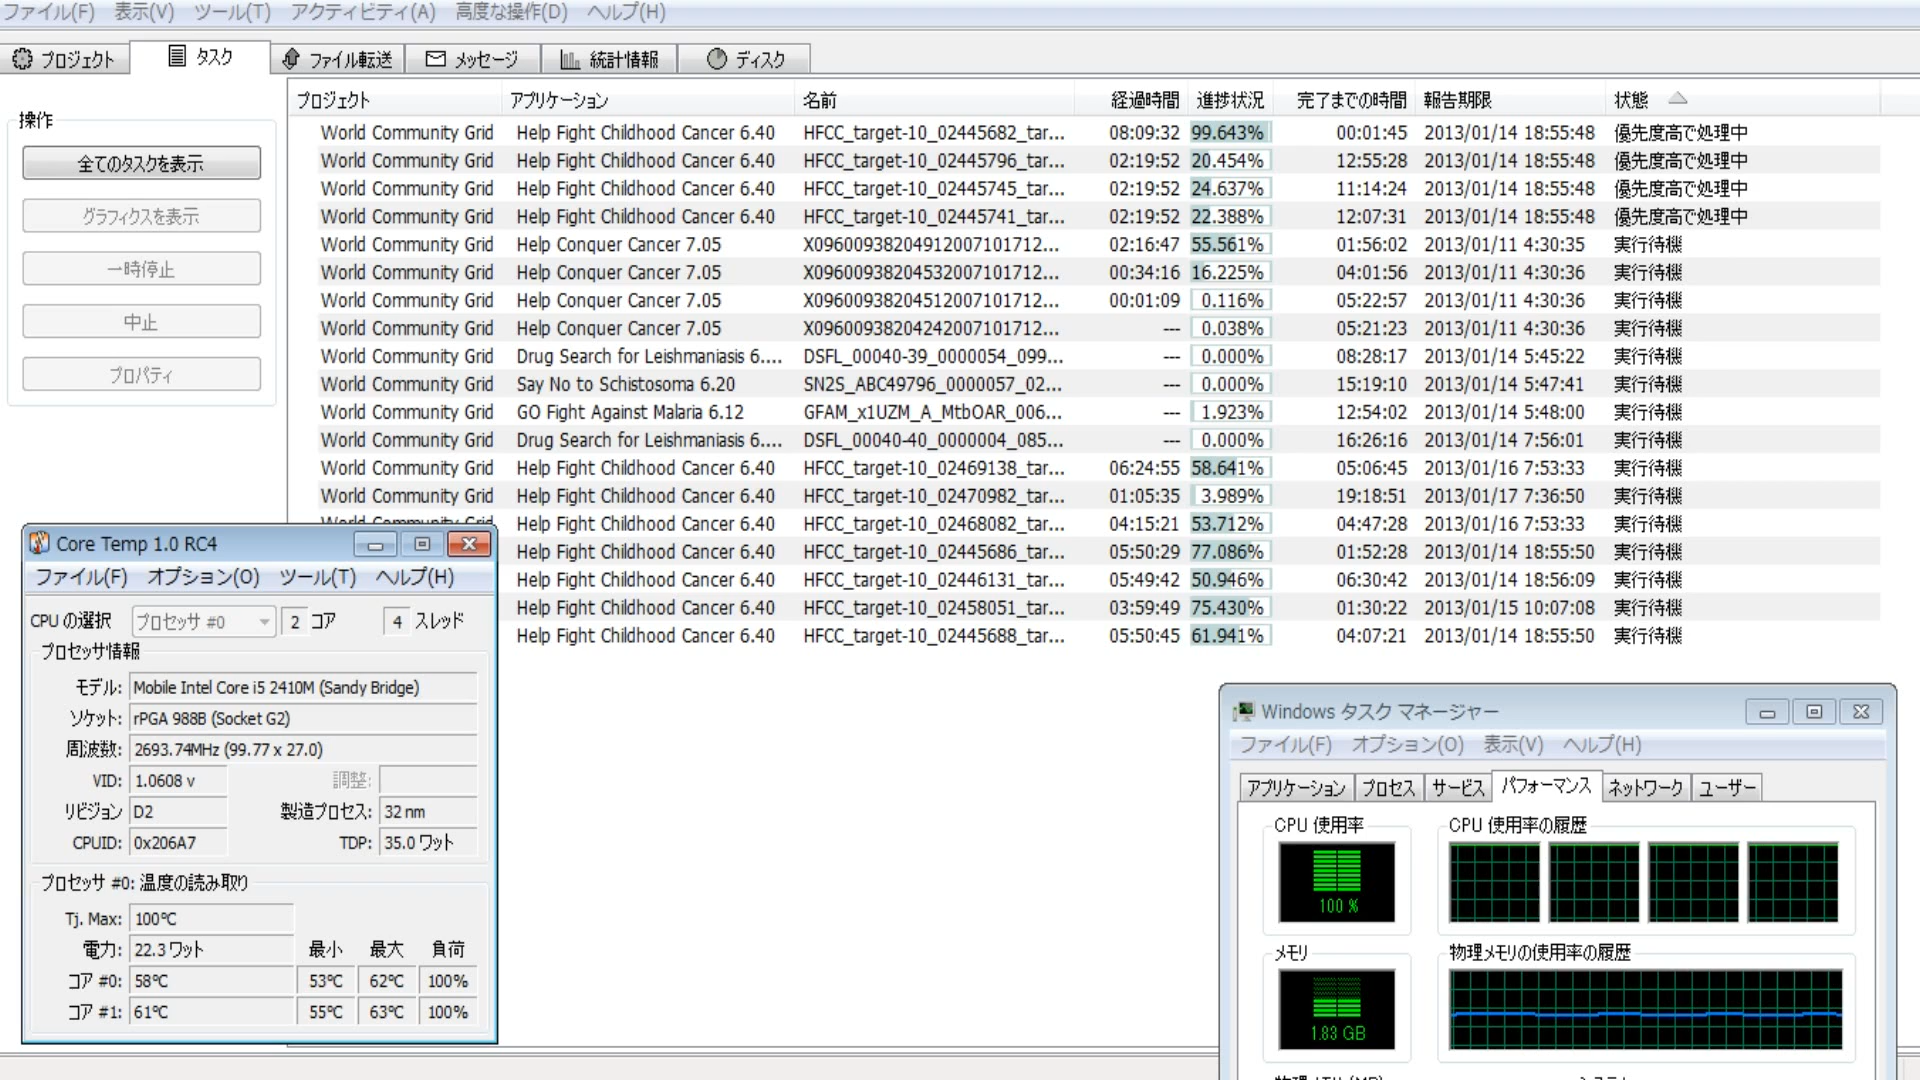 ファイル(F) 表示(V) ツール(T) アクティビティ(A) 高度な操作(D) ヘルプ(H)
プロジェクト タスク ファイル転送 メッセージ 統計情報 ディスク
操作
全てのタスクを表示
グラフィクスを表示
一時停止
中止
プロパティ
プロジェクト アプリケーション 名前 経過時間 進捗状況 完了までの時間 報告期限 状態
World Community Grid Help Fight Childhood Cancer 6.40 HFCC_target-10_02445682_tar... 08:09:32 99.643% 00:01:45 2013/01/14 18:55:48 優先度高で処理中
World Community Grid Help Fight Childhood Cancer 6.40 HFCC_target-10_02445796_tar... 02:19:52 20.454% 12:55:28 2013/01/14 18:55:48 優先度高で処理中
World Community Grid Help Fight Childhood Cancer 6.40 HFCC_target-10_02445745_tar... 02:19:52 24.637% 11:14:24 2013/01/14 18:55:48 優先度高で処理中
World Community Grid Help Fight Childhood Cancer 6.40 HFCC_target-10_02445741_tar... 02:19:52 22.388% 12:07:31 2013/01/14 18:55:48 優先度高で処理中
World Community Grid Help Conquer Cancer 7.05 X0960093820491200710171​2... 02:16:47 55.561% 01:56:02 2013/01/11 4:30:35 実行待機
World Community Grid Help Conquer Cancer 7.05 X09600938204532007101712... 00:34:16 16.225% 04:01:56 2013/01/11 4:30:36 実行待機
World Community Grid Help Conquer Cancer 7.05 X09600938204512007101712... 00:01:09 0.116% 05:22:57 2013/01/11 4:30:36 実行待機
World Community Grid Help Conquer Cancer 7.05 X09600938204242007101712... --- 0.038% 05:21:23 2013/01/11 4:30:36 実行待機
World Community Grid Drug Search for Leishmaniasis 6.... DSFL_00040-39_0000054_099... --- 0.000% 08:28:17 2013/01/14 5:45:22 実行待機
World Community Grid Say No to Schistosoma 6.20 SN2S_ABC49796_0000057_02... --- 0.000% 15:19:10 2013/01/14 5:47:41 実行待機
World Community Grid GO Fight Against Malaria 6.12 GFAM_x1UZM_A_MtbOAR_006... --- 1.923% 12:54:02 2013/01/14 5:48:00 実行待機
World Community Grid Drug Search for Leishmaniasis 6.... DSFL_00040-40_0000004_085... --- 0.000% 16:26:16 2013/01/14 7:56:01 実行待機
World Community Grid Help Fight Childhood Cancer 6.40 HFCC_target-10_02469138_tar... 06:24:55 58.641% 05:06:45 2013/01/16 7:53:33 実行待機
World Community Grid Help Fight Childhood Cancer 6.40 HFCC_target-10_02470982_tar... 01:05:35 3.989% 19:18:51 2013/01/17 7:36:50 実行待機
World Community Grid Help Fight Childhood Cancer 6.40 HFCC_target-10_02468082_tar... 04:15:21 53.712% 04:47:28 2013/01/16 7:53:33 実行待機
Help Fight Childhood Cancer 6.40 HFCC_target-10_02445686_tar... 05:50:29 77.086% 01:52:28 2013/01/14 18:55:50 実行待機
Help Fight Childhood Cancer 6.40 HFCC_target-10_02446131_tar... 05:49:42 50.946% 06:30:42 2013/01/14 18:56:09 実行待機
Help Fight Childhood Cancer 6.40 HFCC_target-10_02458051_tar... 03:59:49 75.430% 01:30:22 2013/01/15 10:07:08 実行待機
Help Fight Childhood Cancer 6.40 HFCC_target-10_02445688_tar... 05:50:45 61.941% 04:07:21 2013/01/14 18:55:50 実行待機
Core Temp 1.0 RC4
ファイル(F) オプション(O) ツール(T) ヘルプ(H)
CPU の選択 プロセッサ #0 2 コア 4 スレッド
プロセッサ情報
モデル: Mobile Intel Core i5 2410M (Sandy Bridge)
ソケット: rPGA 988B (Socket G2)
周波数: 2693.74MHz (99.77 x 27.0)
VID: 1.0608 v 調整:
リビジョン D2 製造プロセス: 32 nm
CPUID: 0x206A7 TDP: 35.0 ワット
プロセッサ #0: 温度の読み取り
Tj. Max: 100℃
電力: 22.3 ワット 最小 最大 負荷
コア #0: 58℃ 53℃ 62℃ 100%
コア #1: 61℃ 55℃ 63℃ 100%
Windows タスク マネージャー
ファイル(F) オプション(O) 表示(V) ヘルプ(H)
アプリケーション プロセス サービス パフォーマンス ネットワーク ユーザー
CPU 使用率 CPU 使用率の履歴
100 %
メモリ 物理メモリの使用率の履歴
1.83 GB
物理メモリ (MB) システム